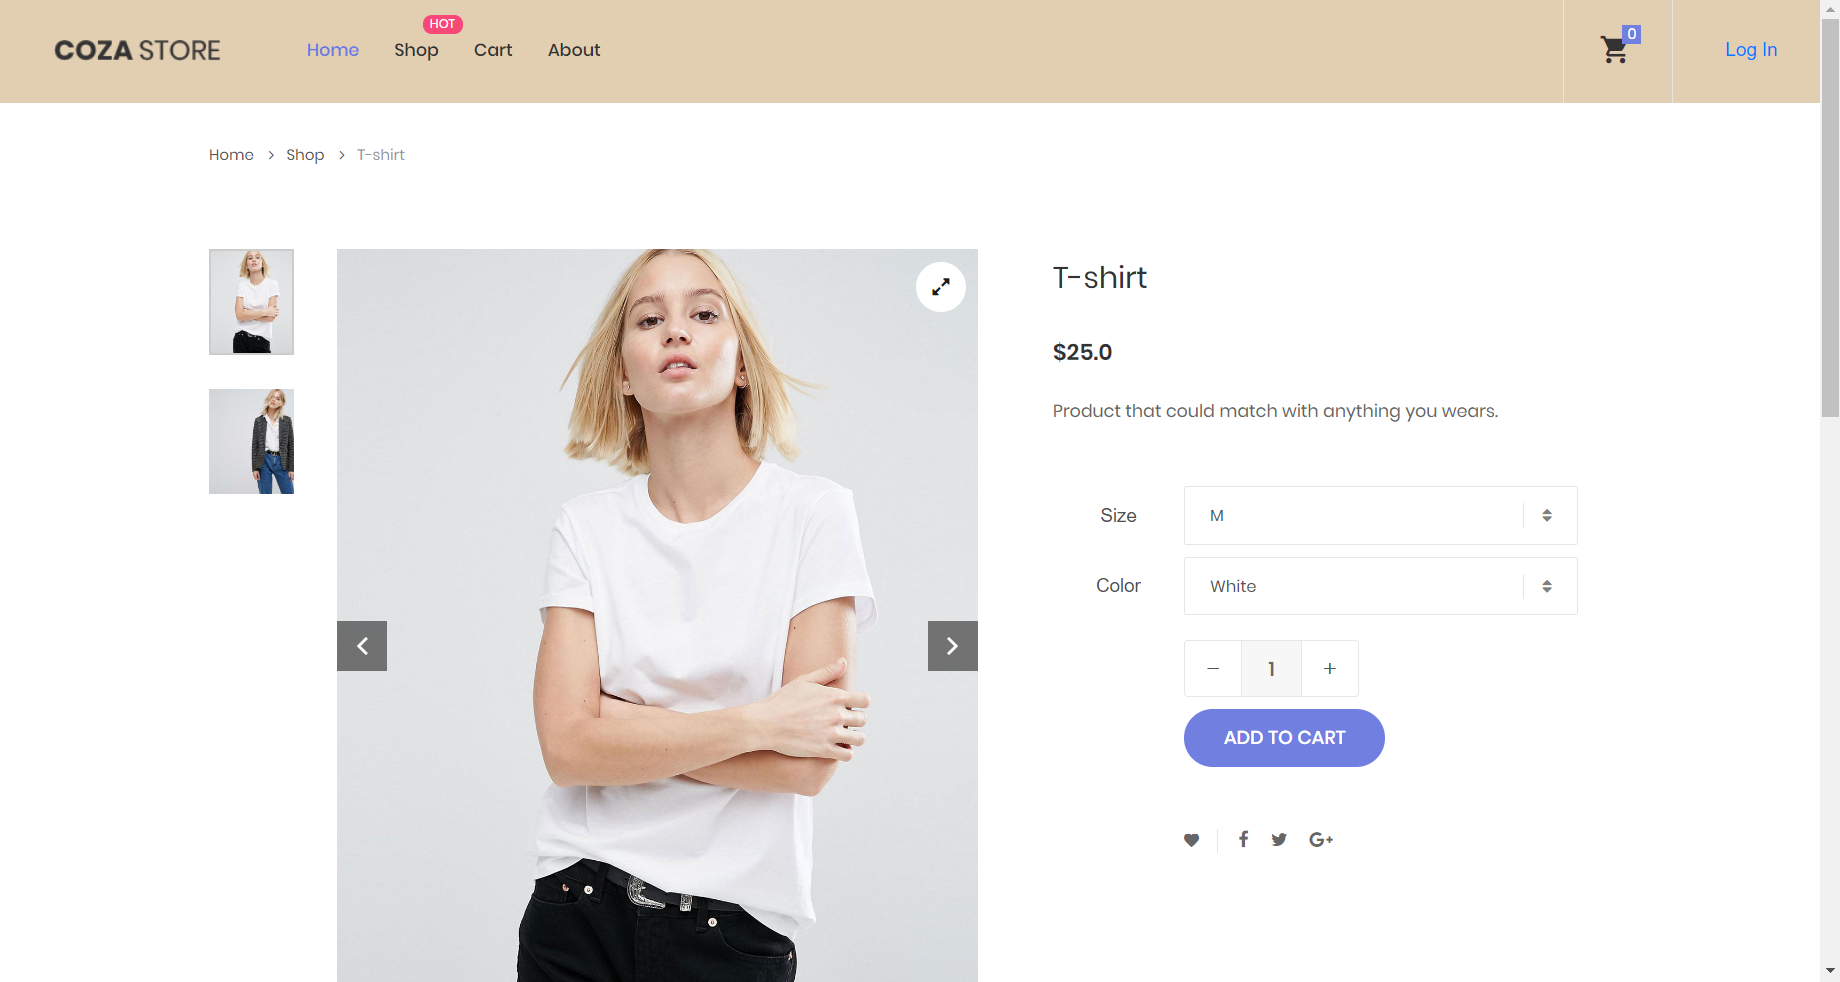 COZA STORE
Home
Shop
HOT
Cart
About
0
Log In
Home > Shop > T-shirt
T-shirt
$25.0
Product that could match with anything you wears.
Size
M
Color
White
− 1 +
ADD TO CART
G+